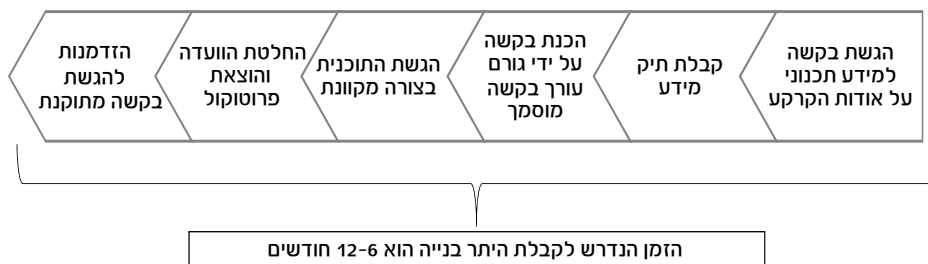 הגשת בקשה
למידע תכנוני
על אודות הקרקע
קבלת תיק
מידע
הכנת בקשה
על ידי גורם
עורך בקשה
מוסמך
הגשת התוכנית
בצורה מקוונת
החלטת הוועדה
והוצאת
פרוטוקול
הזדמנות
להגשת
בקשה מתוקנת
הזמן הנדרש לקבלת היתר בנייה הוא 12-6 חודשים